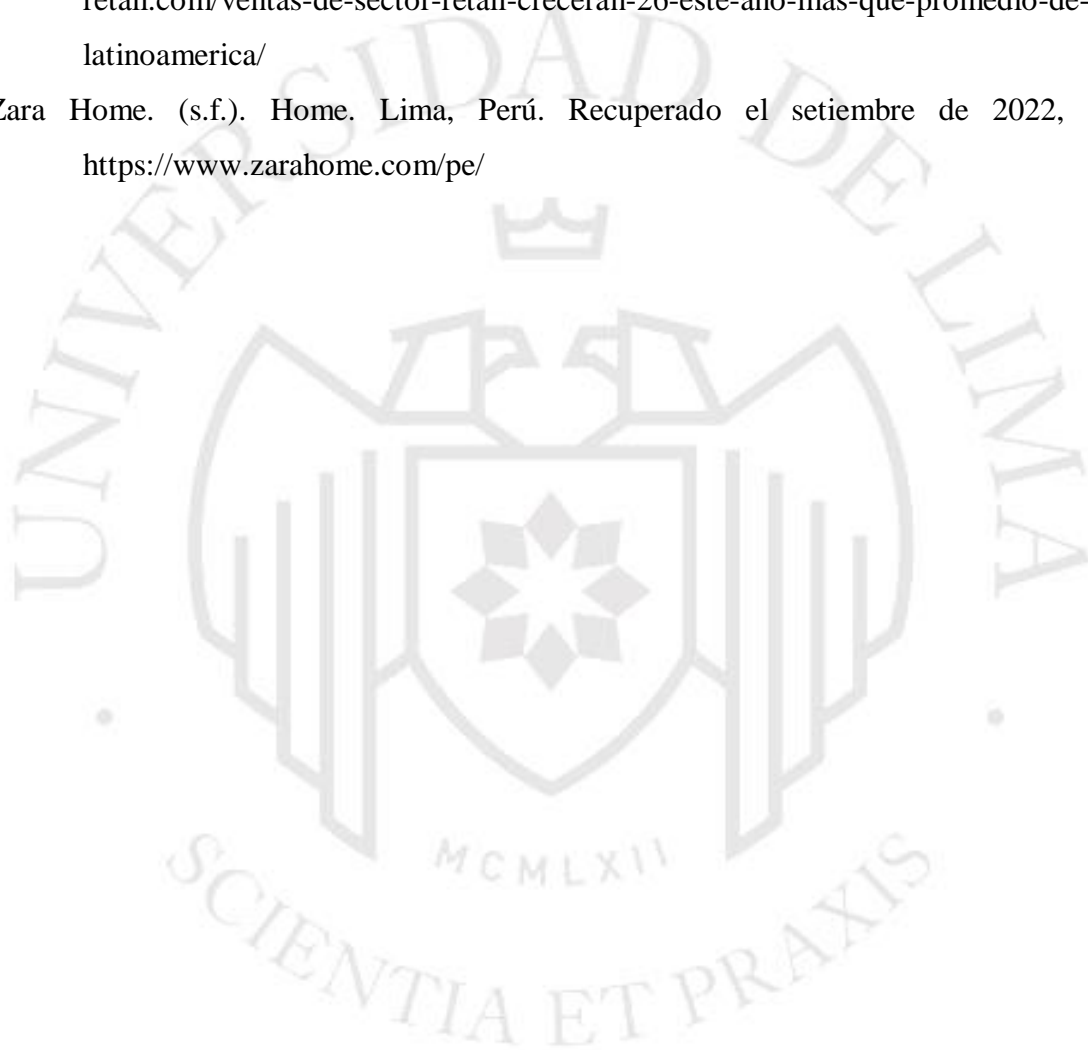 retail.com/ventas-de-sector-retail-creceran-26-este-ano-mas-que-promedio-de-
latinoamerica/
Zara Home. (s.f.). Home. Lima, Perú. Recuperado el setiembre de 2022,
https://www.zarahome.com/pe/
UNIVERSIDAD DE LIMA
MCMLXII
SCIENTIA ET PRAXIS